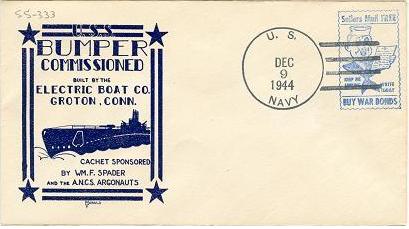 SS-333
U.S.S.
BUMPER
COMMISSIONED
BUILT BY THE
ELECTRIC BOAT CO.
GROTON, CONN.
CACHET SPONSORED
BY WM. F. SPADER
AND THE A.N.C.S. ARGONAUTS
U. S.
DEC
9
1944
NAVY
Sailors Mail FREE
BUY WAR BONDS